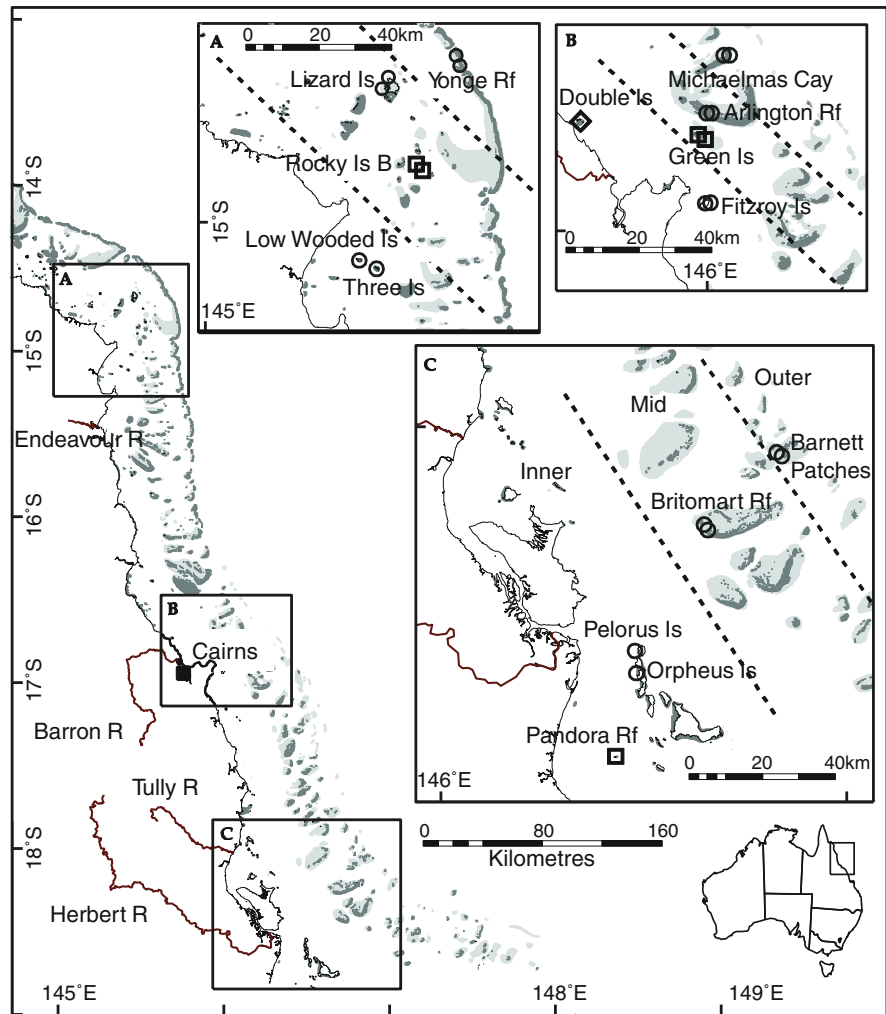 A
0 20 40km
Lizard Is
Yonge Rf
Rocky Is B
Low Wooded Is
Three Is
15°S
145°E
B
Michaelmas Cay
Double Is
Arlington Rf
Green Is
Fitzroy Is
0 20 40km
146°E
14°S
A
15°S
Endeavour R
16°S
B
Cairns
17°S
Barron R
Tully R
18°S
C
Herbert R
145°E
148°E
149°E
C
Mid
Outer
Inner
Barnett
Patches
Britomart Rf
Pelorus Is
Orpheus Is
Pandora Rf
0 20 40km
146°E
0 80 160
Kilometres